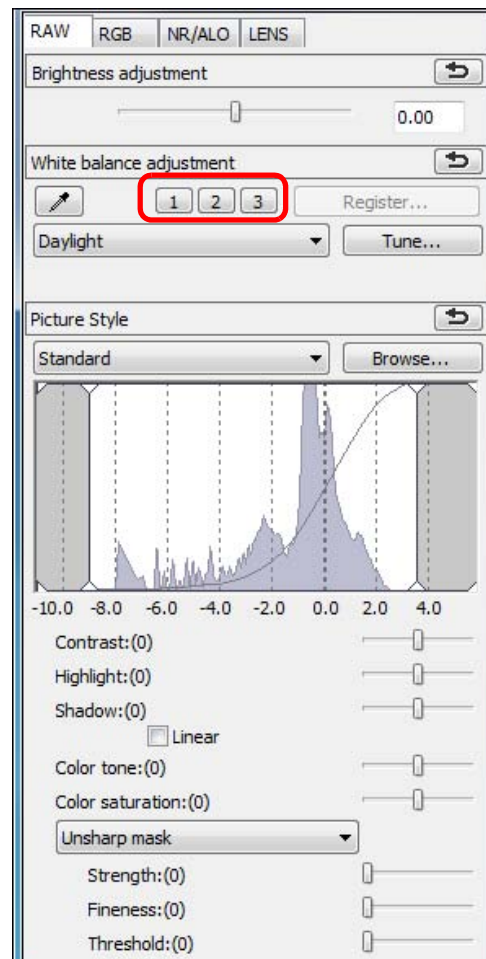 RAW RGB NR/ALO LENS
Brightness adjustment
0.00
White balance adjustment
1 2 3 Register...
Daylight Tune...
Picture Style
Standard Browse...
-10.0 -8.0 -6.0 -4.0 -2.0 0.0 2.0 4.0
Contrast:(0)
Highlight:(0)
Shadow:(0)
Linear
Color tone:(0)
Color saturation:(0)
Unsharp mask
Strength:(0)
Fineness:(0)
Threshold:(0)